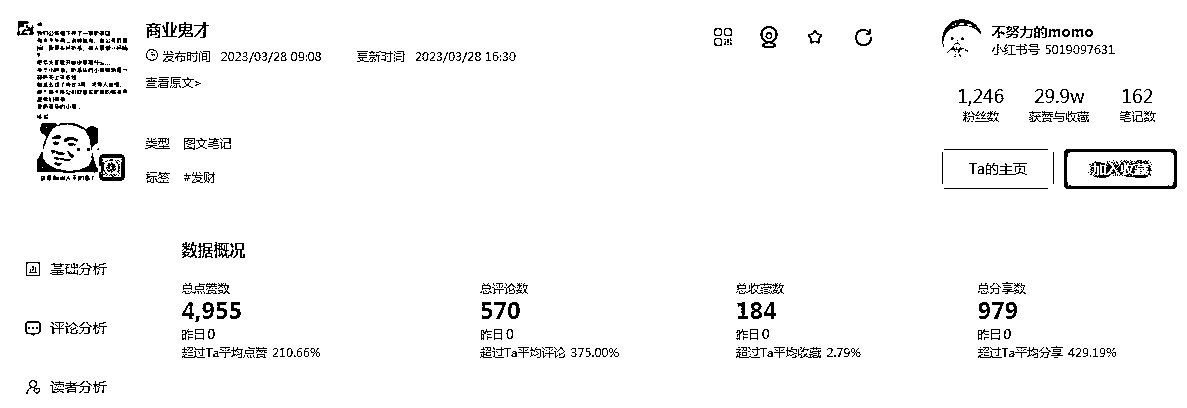 商业鬼才
发布时间 2023/03/28 09:08 更新时间 2023/03/28 16:30
查看原文>
类型 图文笔记
标签 #发财
不努力的momo
小红书号 5019097631
1,246 29.9w 162
粉丝数 获赞与收藏 笔记数
Ta的主页 加入收藏
数据概况
基础分析
评论分析
读者分析
总点赞数 总评论数 总收藏数 总分享数
4,955 570 184 979
昨日0 昨日0 昨日0 昨日0
超过Ta平均点赞 210.66% 超过Ta平均评论 375.00% 超过Ta平均收藏 2.79% 超过Ta平均分享 429.19%